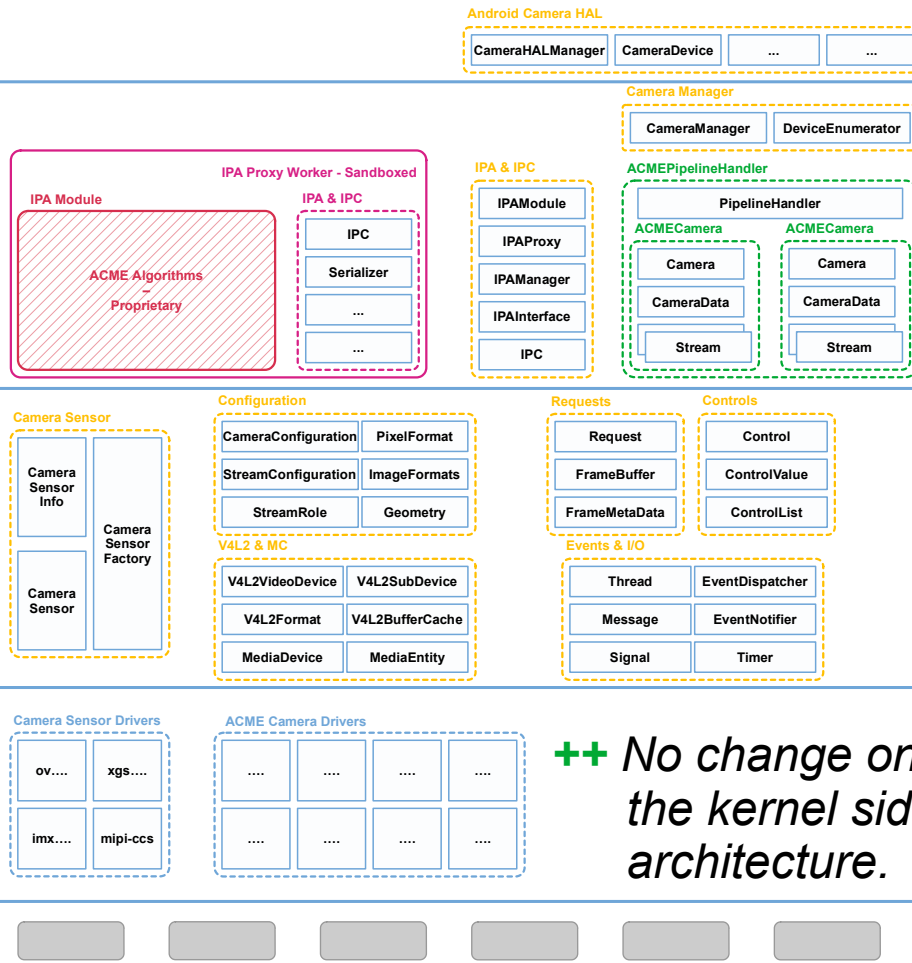 Android Camera HAL
CameraHALManager
CameraDevice
...
...
Camera Manager
CameraManager
DeviceEnumerator
IPA Proxy Worker - Sandboxed
IPA Module
ACME Algorithms
–
Proprietary
IPA & IPC
IPC
Serializer
...
...
IPA & IPC
IPAModule
IPAProxy
IPAManager
IPAInterface
IPC
ACMEPipelineHandler
PipelineHandler
ACMECamera
Camera
CameraData
Stream
ACMECamera
Camera
CameraData
Stream
Camera Sensor
Camera
Sensor
Info
Camera
Sensor
Camera
Sensor
Factory
Configuration
CameraConfiguration
PixelFormat
StreamConfiguration
ImageFormats
StreamRole
Geometry
V4L2 & MC
V4L2VideoDevice
V4L2SubDevice
V4L2Format
V4L2BufferCache
MediaDevice
MediaEntity
Requests
Request
FrameBuffer
FrameMetaData
Controls
Control
ControlValue
ControlList
Events & I/O
Thread
EventDispatcher
Message
EventNotifier
Signal
Timer
Camera Sensor Drivers
ov....
xgs....
imx....
mipi-ccs
ACME Camera Drivers
....
....
....
....
....
....
....
....
++ No change on
the kernel sid
architecture.